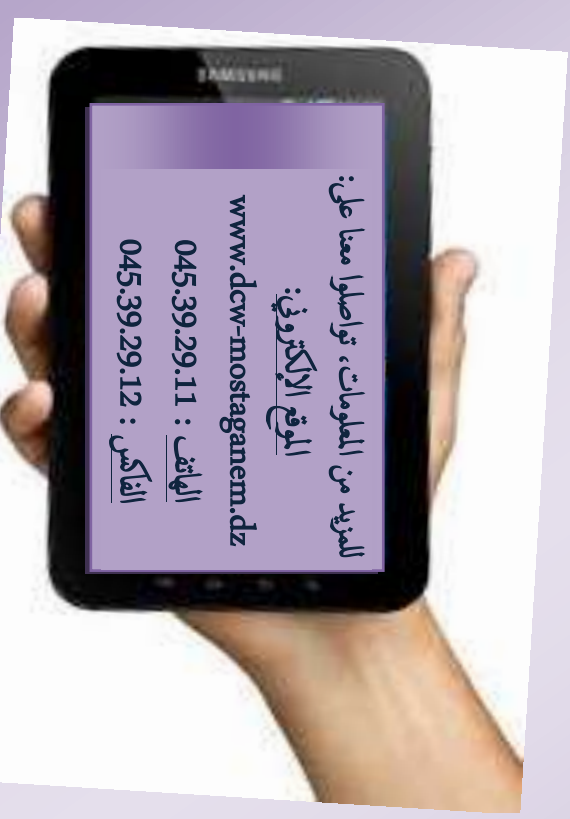 SAMSUNG
للمزيد من المعلومات، تواصلوا معنا على:
الموقع الإلكتروني:
www.dcw-mostaganem.dz
الهاتف : 045.39.29.11
الفاكس : 045.39.29.12